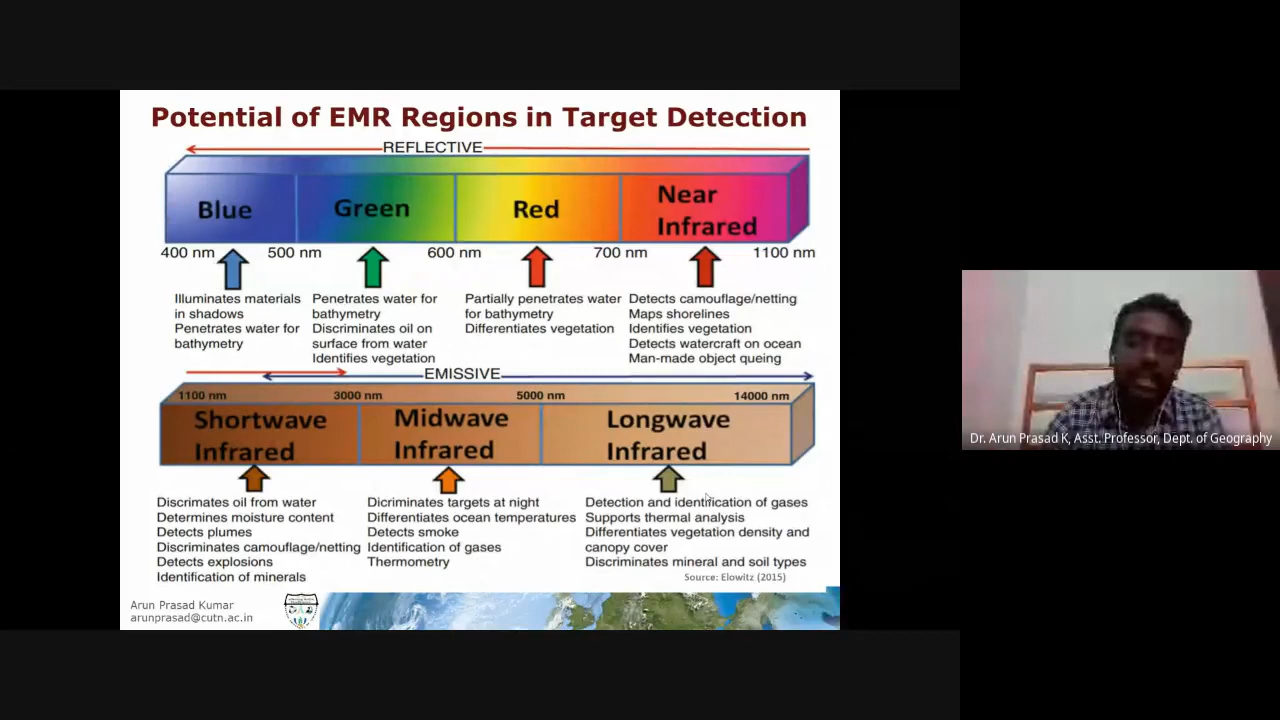 Potential of EMR Regions in Target Detection
REFLECTIVE
Blue
Green
Red
Near
Infrared
400 nm
500 nm
600 nm
700 nm
1100 nm
Illuminates materials
in shadows
Penetrates water for
bathymetry
Penetrates water for
bathymetry
Discriminates oil on
surface from water
Identifies vegetation
Partially penetrates water
for bathymetry
Differentiates vegetation
Detects camouflage/netting
Maps shorelines
Identifies vegetation
Detects watercraft on ocean
Man-made object queing
EMISSIVE
1100 nm
3000 nm
5000 nm
14000 nm
Shortwave
Infrared
Midwave
Infrared
Longwave
Infrared
Discrimates oil from water
Determines moisture content
Detects plumes
Discriminates camouflage/netting
Detects explosions
Identification of minerals
Dicriminates targets at night
Differentiates ocean temperatures
Detects smoke
Identification of gases
Thermometry
Detection and identification of gases
Supports thermal analysis
Differentiates vegetation density and
canopy cover
Discriminates mineral and soil types
Source: Elowitz (2015)
Arun Prasad Kumar
arunprasad@cutn.ac.in
Dr. Arun Prasad K, Asst. Professor, Dept. of Geography